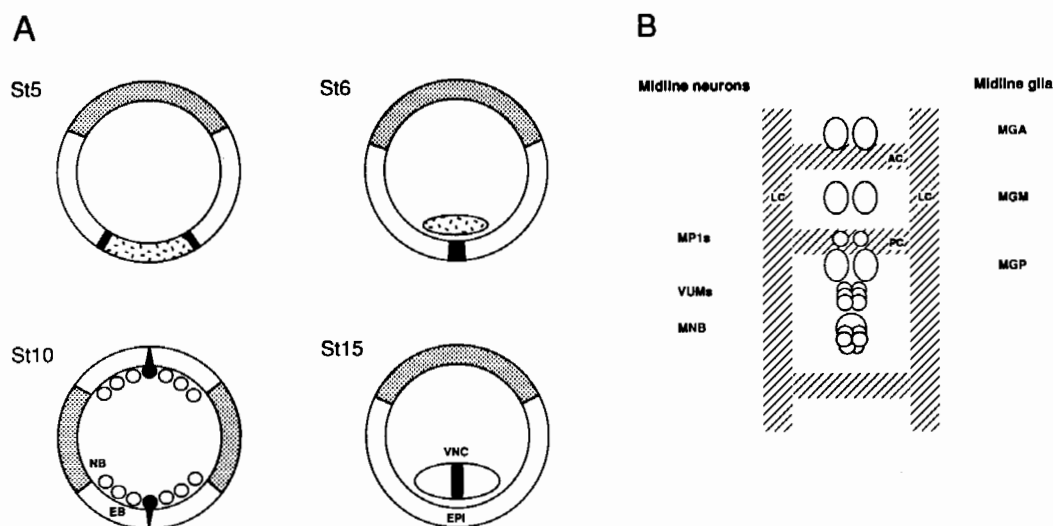 A
St5
St6
St10
NB
EB
St15
VNC
EPI
B
Midline neurons
Midline glia
MGA
AC
LC
LC
MGM
MP1s
PC
MGP
VUMs
MNB